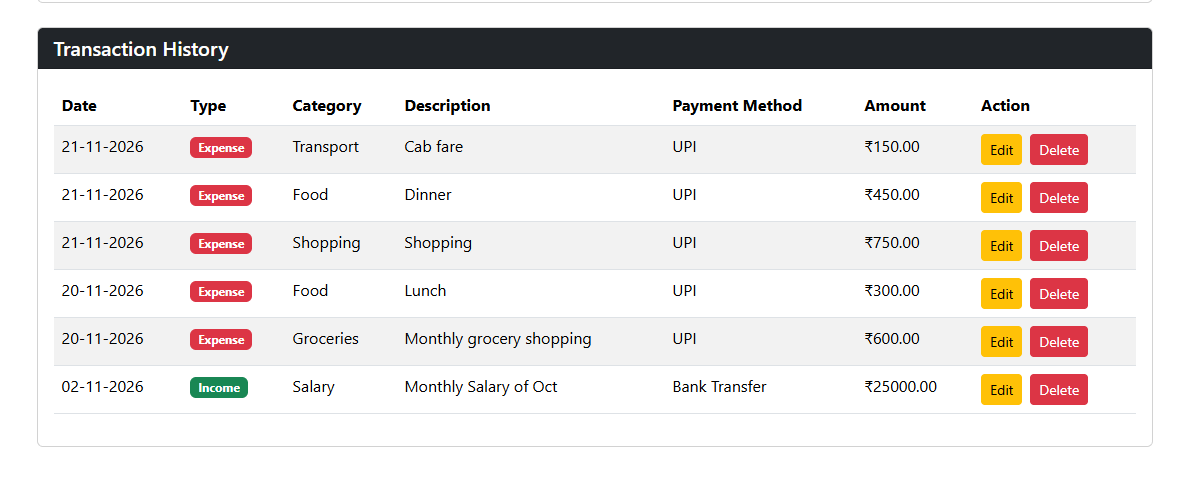 Transaction History
Date Type Category Description Payment Method Amount Action
21-11-2026 Expense Transport Cab fare UPI ₹150.00 Edit Delete
21-11-2026 Expense Food Dinner UPI ₹450.00 Edit Delete
21-11-2026 Expense Shopping Shopping UPI ₹750.00 Edit Delete
20-11-2026 Expense Food Lunch UPI ₹300.00 Edit Delete
20-11-2026 Expense Groceries Monthly grocery shopping UPI ₹600.00 Edit Delete
02-11-2026 Income Salary Monthly Salary of Oct Bank Transfer ₹25000.00 Edit Delete